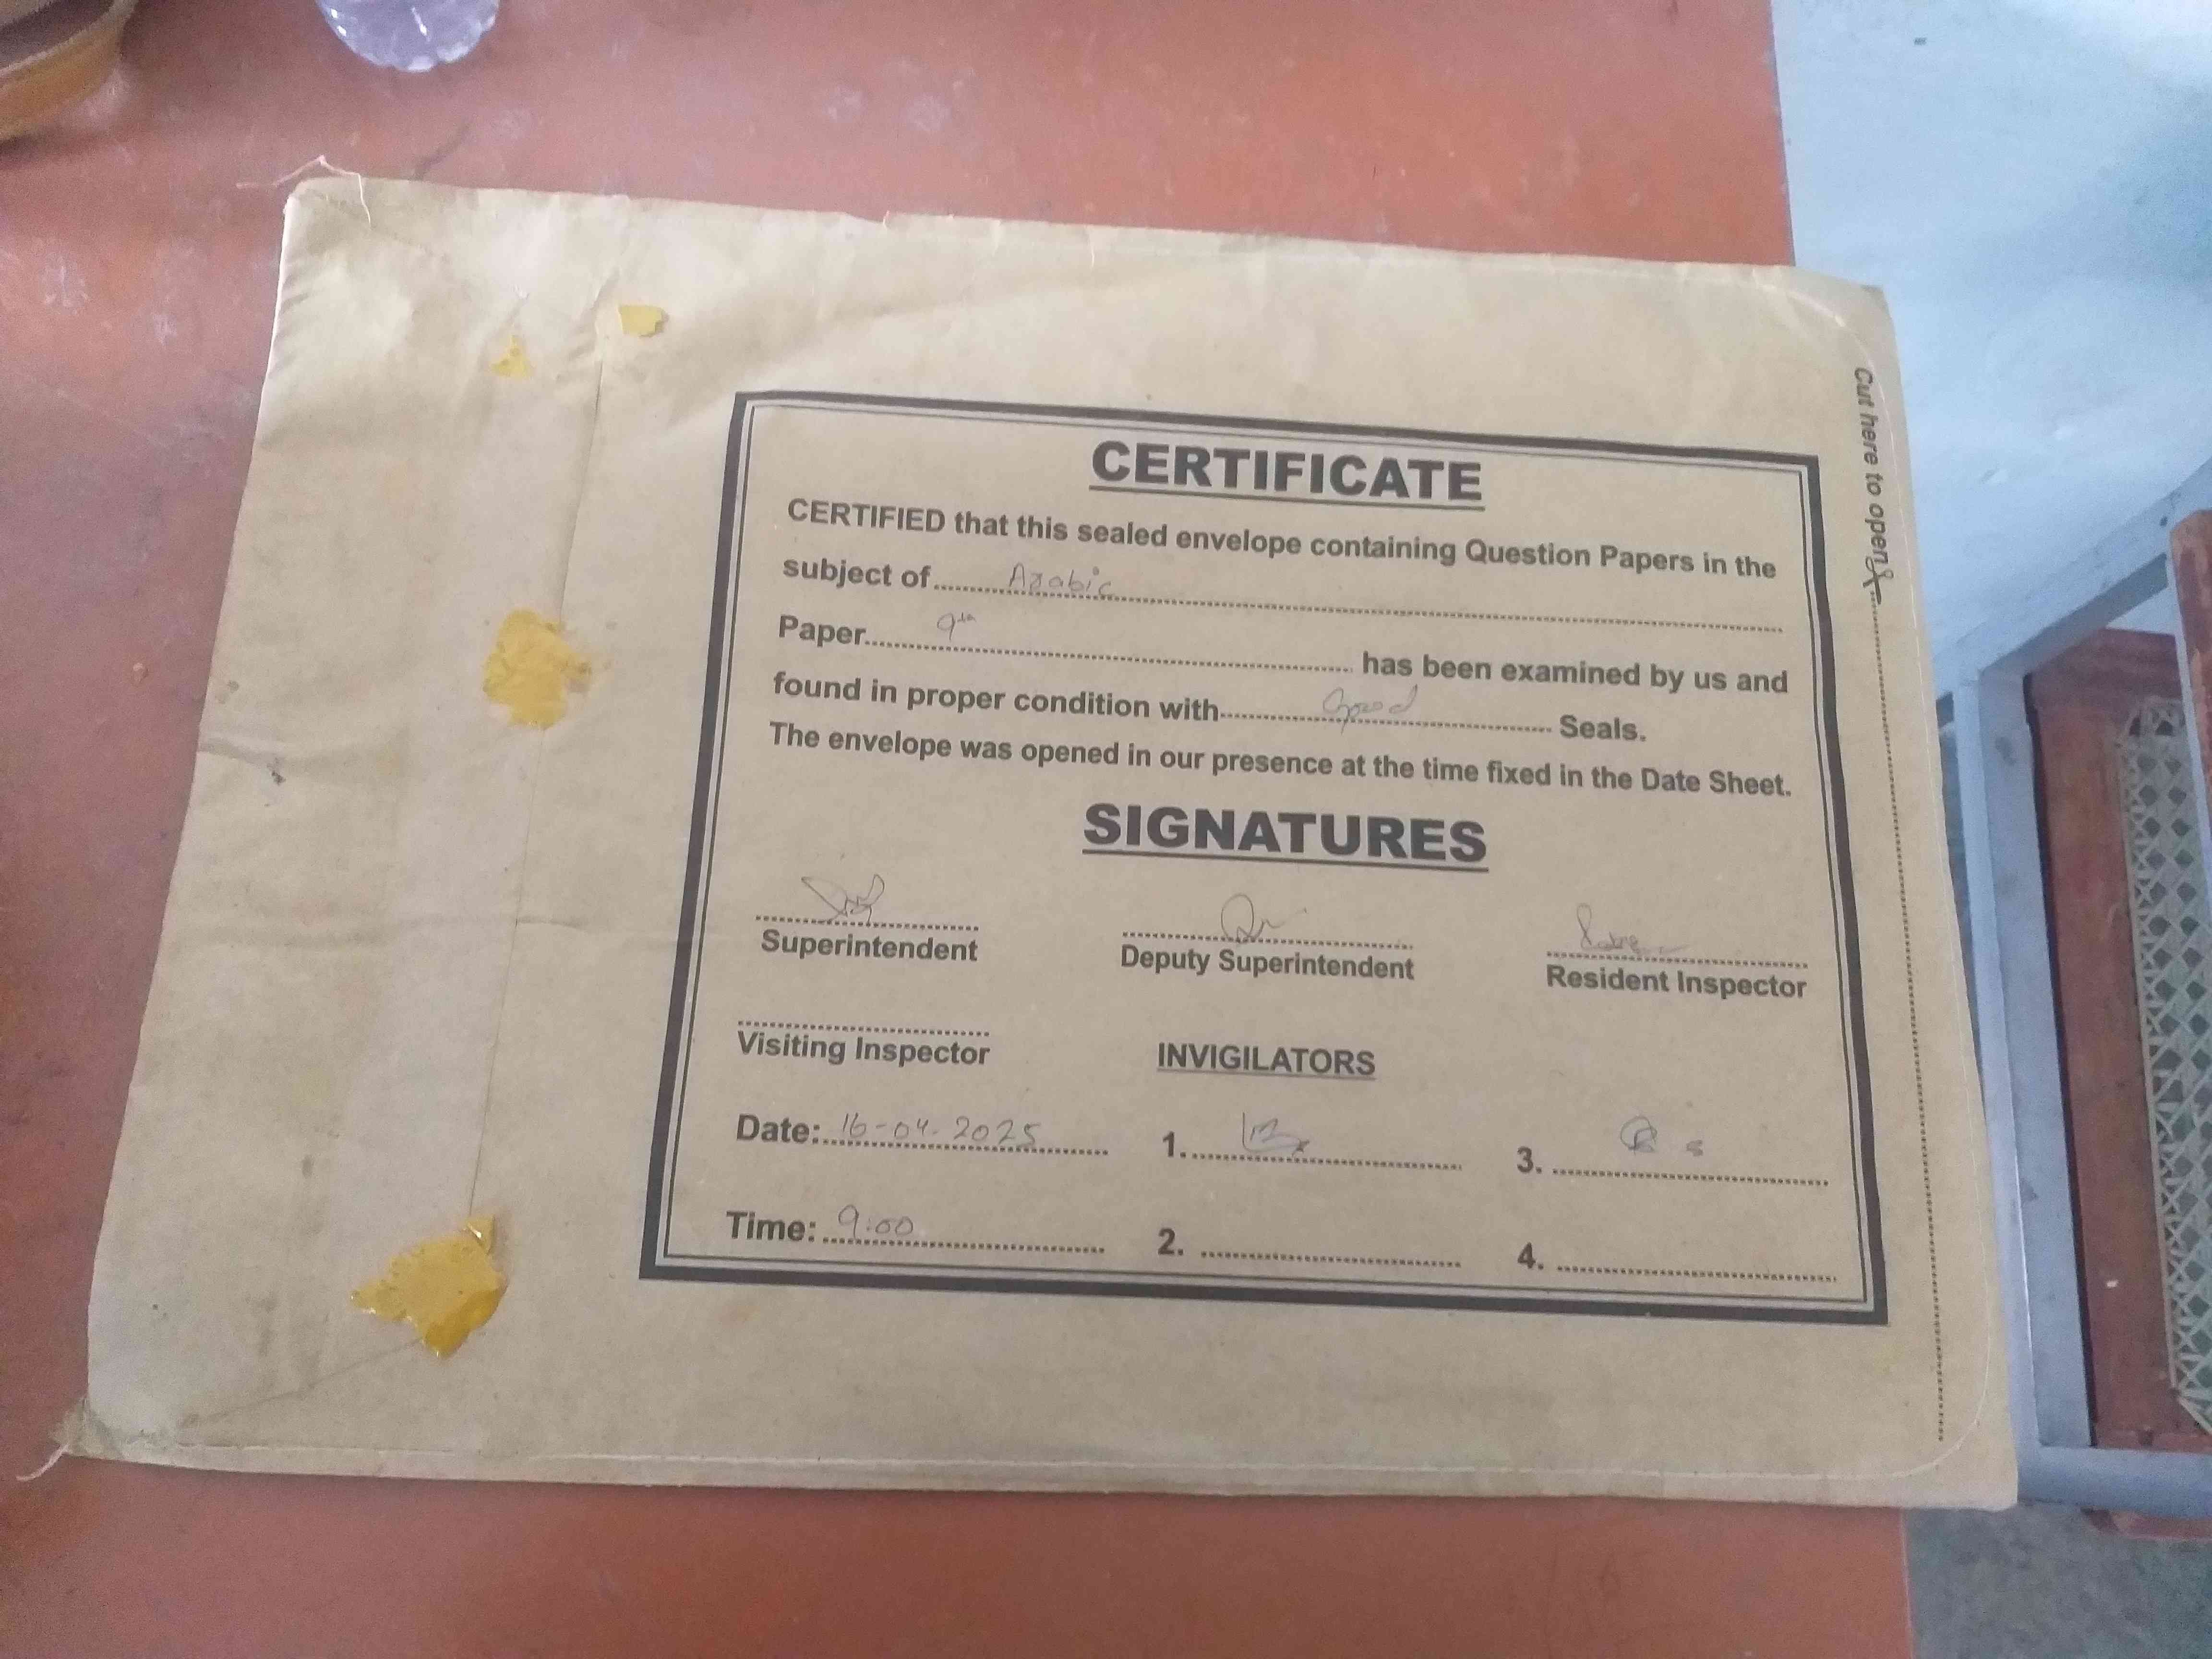 CERTIFICATE
CERTIFIED that this sealed envelope containing Question Papers in the
subject of Arabic
Paper 9th has been examined by us and
found in proper condition with Good Seals.
The envelope was opened in our presence at the time fixed in the Date Sheet.
SIGNATURES
Superintendent Deputy Superintendent Resident Inspector
Visiting Inspector INVIGILATORS
Date: 16-04-2025 1. 3.
Time: 9:00 2. 4.
Cut here to open